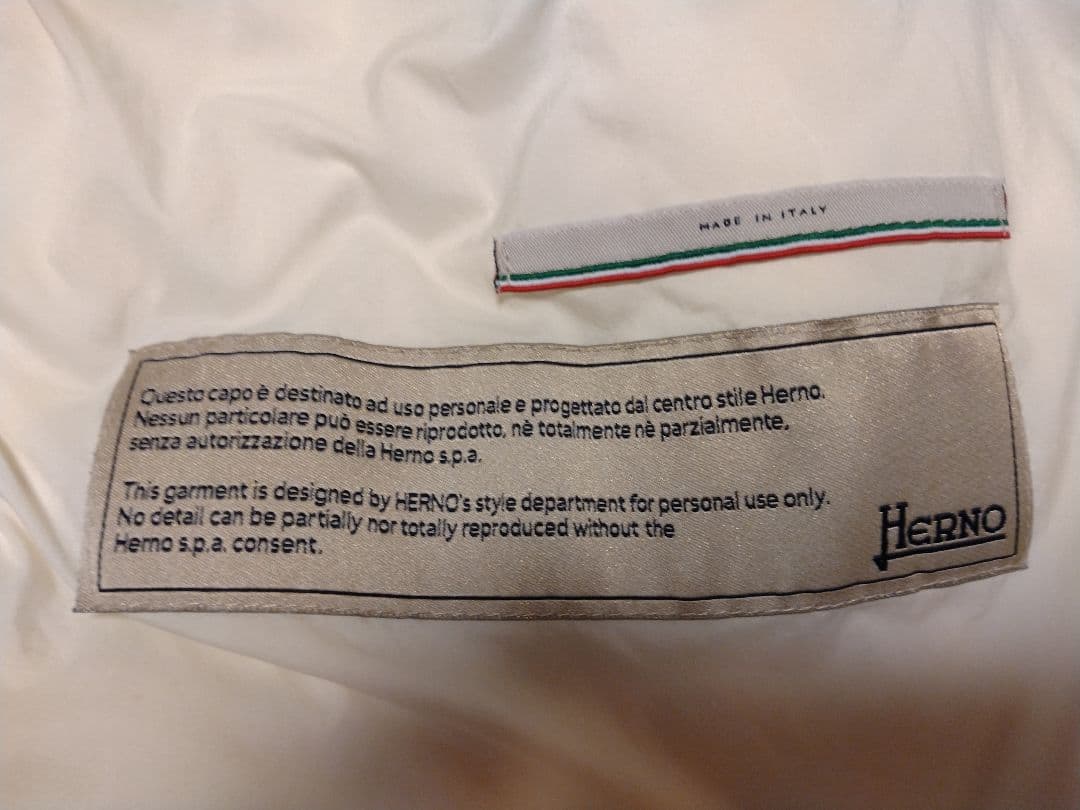 MADE IN ITALY
Questo capo è destinato ad uso personale e progettato dal centro stile Herno.
Nessun particolare può essere riprodotto, nè totalmente nè parzialmente,
senza autorizzazione della Herno s.p.a.
This garment is designed by HERNO's style department for personal use only.
No detail can be partially nor totally reproduced without the
Herno s.p.a. consent.
HERNO